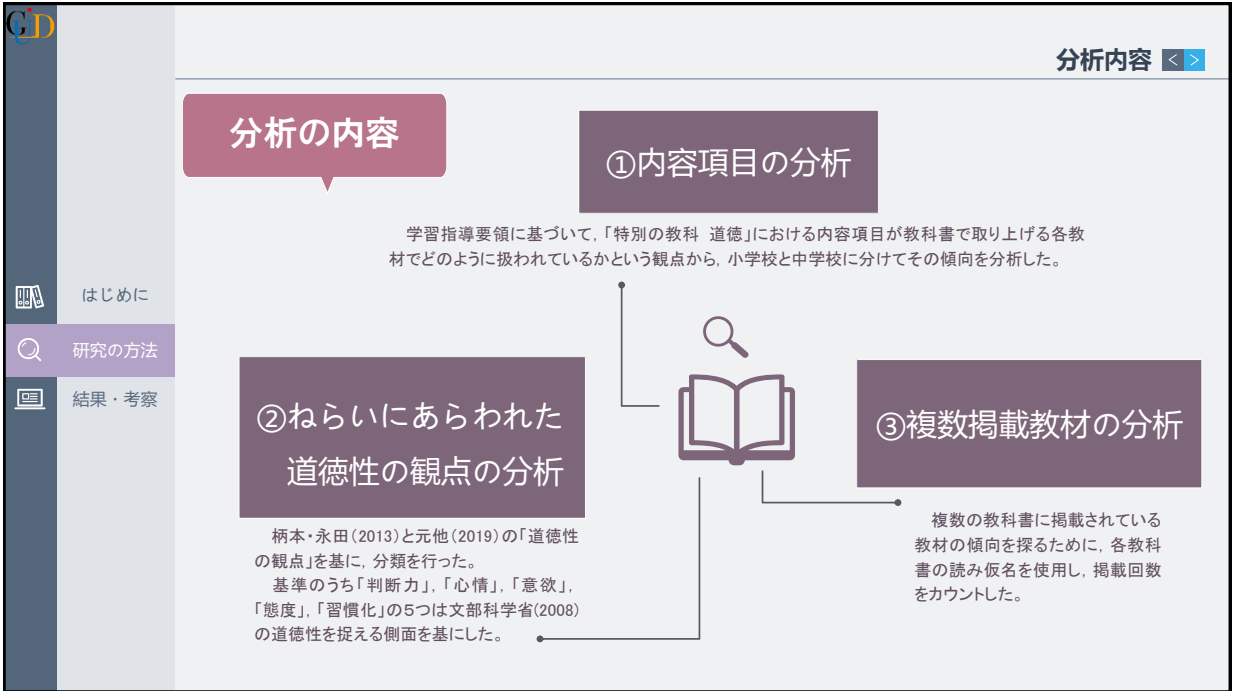 GUD
分析内容 < >
分析の内容
①内容項目の分析
学習指導要領に基づいて,「特別の教科 道徳」における内容項目が教科書で取り上げる各教
材でどのように扱われているかという観点から, 小学校と中学校に分けてその傾向を分析した。
はじめに
研究の方法
結果・考察
②ねらいにあらわれた
道徳性の観点の分析
柄本・永田(2013)と元他(2019)の「道徳性
の観点」を基に, 分類を行った。
基準のうち「判断力」,「心情」,「意欲」,
「態度」,「習慣化」の5つは文部科学省(2008)
の道徳性を捉える側面を基にした。
③複数掲載教材の分析
複数の教科書に掲載されている
教材の傾向を探るために, 各教科
書の読み仮名を使用し, 掲載回数
をカウントした。